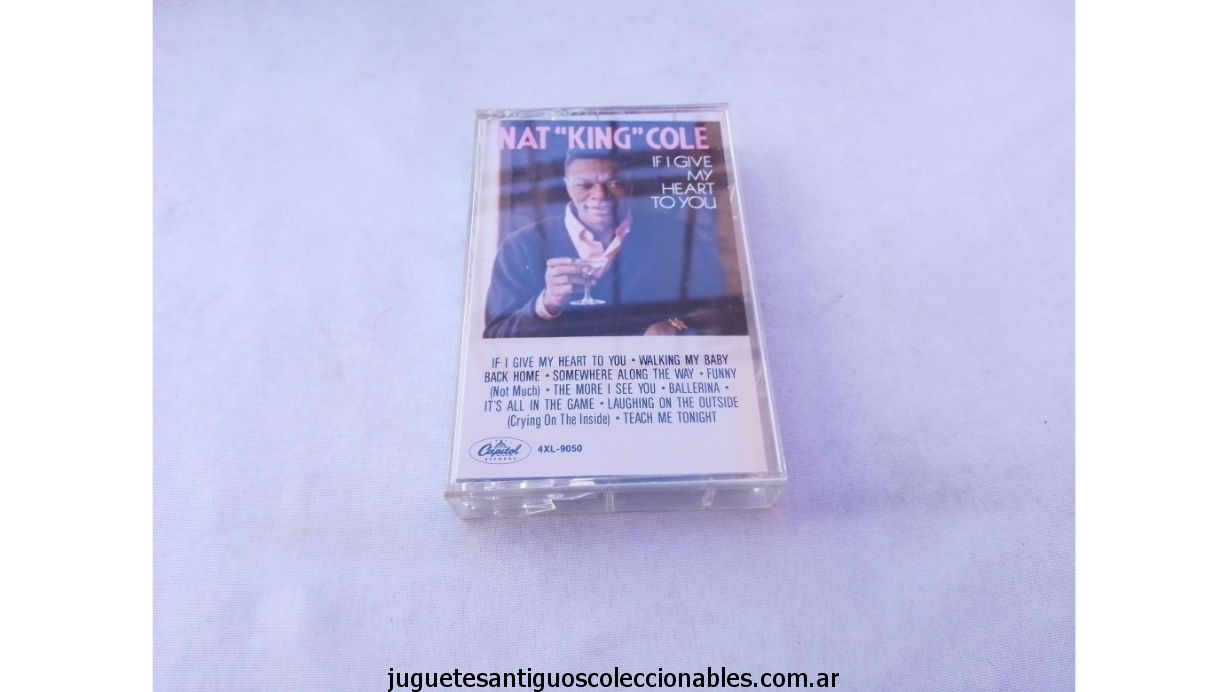 NAT "KING" COLE
IF I GIVE
MY
HEART
TO YOU
IF I GIVE MY HEART TO YOU • WALKING MY BABY
BACK HOME • SOMEWHERE ALONG THE WAY • FUNNY
(Not Much) • THE MORE I SEE YOU • BALLERINA •
IT'S ALL IN THE GAME • LAUGHING ON THE OUTSIDE
(Crying On The Inside) • TEACH ME TONIGHT
Capitol
RECORDS
4XL-9050
juguetesantiguoscoleccionables.com.ar